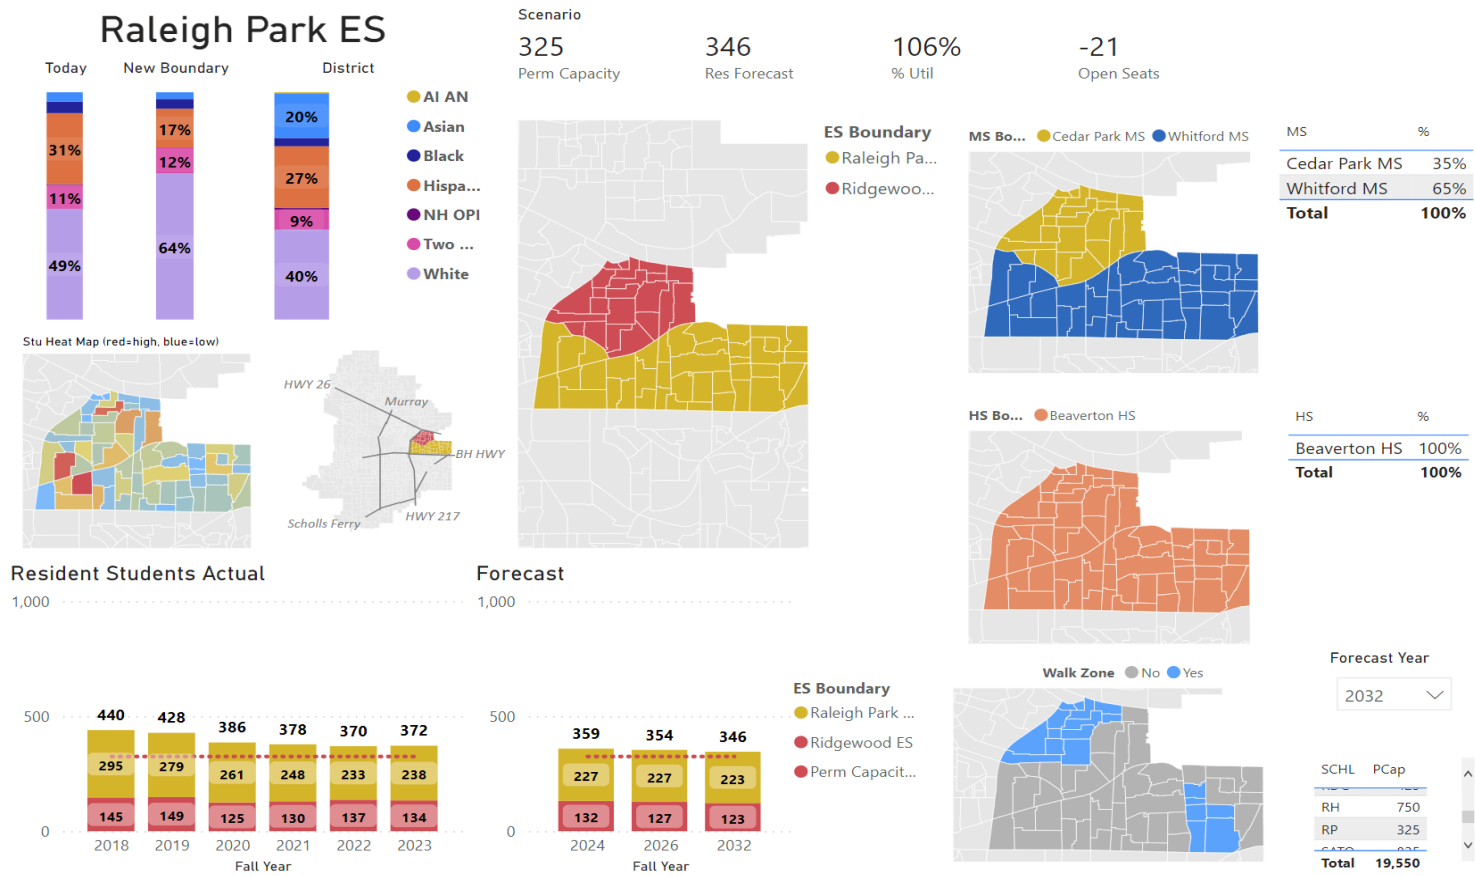 Raleigh Park ES
Today
New Boundary
District
31%
11%
49%
17%
12%
64%
20%
27%
9%
40%
AI AN
Asian
Black
Hispa...
NH OPI
Two ...
White
Scenario
325
Perm Capacity
346
Res Forecast
106%
% Util
-21
Open Seats
ES Boundary
Raleigh Pa...
Ridgewoo...
MS Bo... Cedar Park MS Whitford MS
MS %
Cedar Park MS 35%
Whitford MS 65%
Total 100%
Stu Heat Map (red=high, blue=low)
HWY 26
Murray
BH HWY
HWY 217
Scholls Ferry
HS Bo... Beaverton HS
HS %
Beaverton HS 100%
Total 100%
Resident Students Actual
1,000
500
0
440 428 386 378 370 372
295 279 261 248 233 238
145 149 125 130 137 134
2018 2019 2020 2021 2022 2023
Fall Year
Forecast
1,000
500
0
359 354 346
227 227 223
132 127 123
2024 2026 2032
Fall Year
ES Boundary
Raleigh Park ...
Ridgewood ES
Perm Capacit...
Walk Zone No Yes
Forecast Year
2032
SCHL PCap
RH 750
RP 325
Total 19,550